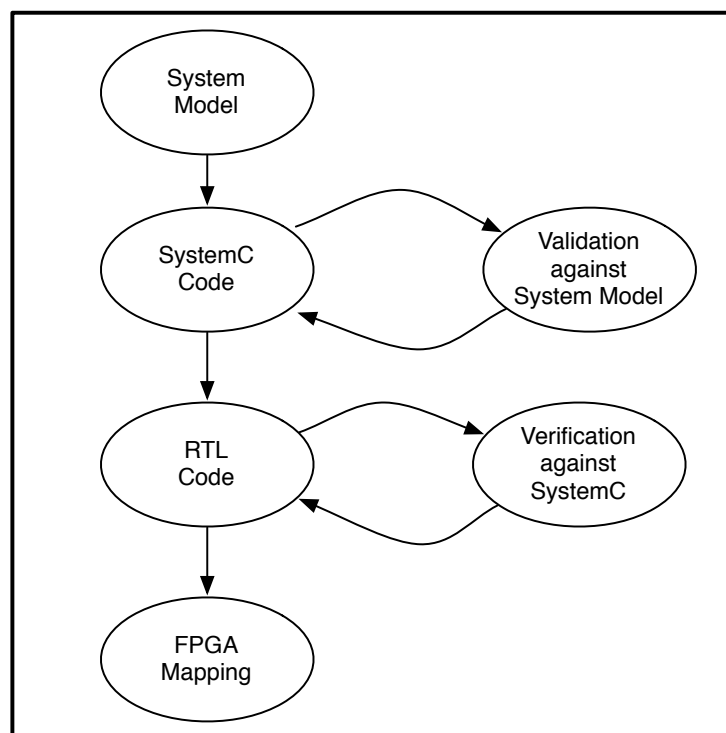 System
Model
SystemC
Code
Validation
against
System Model
RTL
Code
Verification
against
SystemC
FPGA
Mapping